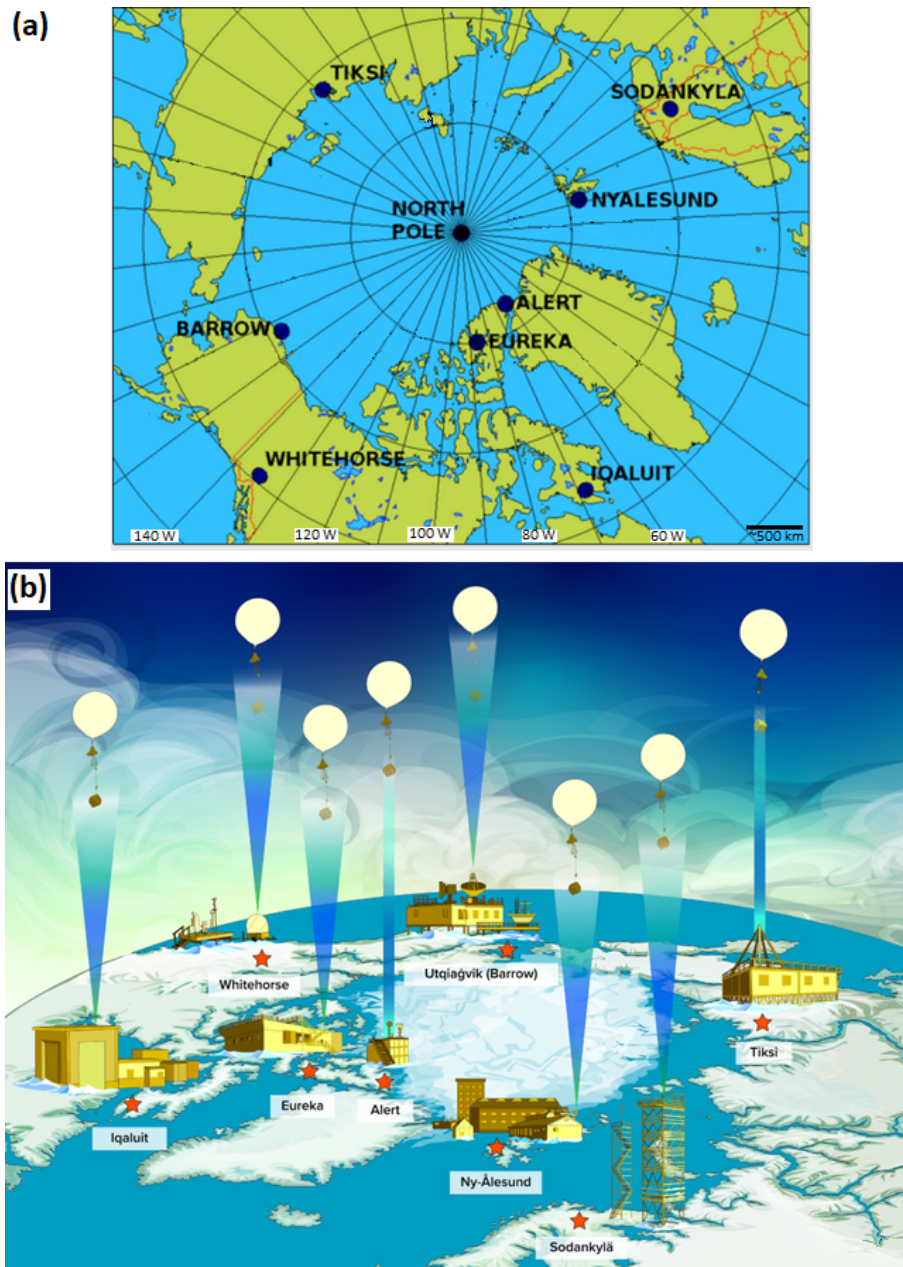 (a)
TIKSI
SODANKYLA
NYALESUND
NORTH
POLE
ALERT
BARROW
EUREKA
WHITEHORSE
IQALUIT
140 W
120 W
100 W
80 W
60 W
~500 km
(b)
Whitehorse
Utqiaġvik (Barrow)
Tiksi
Eureka
Alert
Iqaluit
Ny-Ålesund
Sodankylä